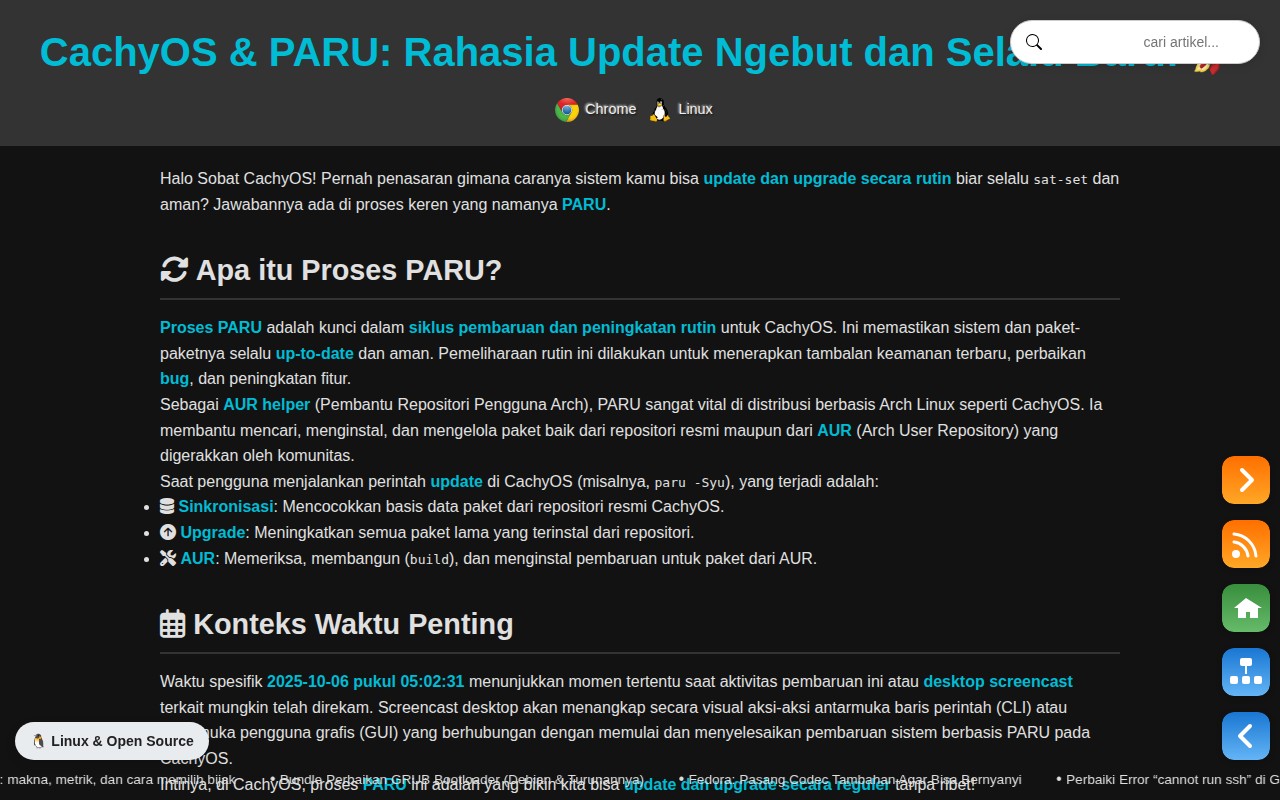 CachyOS & PARU: Rahasia Update Ngebut dan
cari artikel...
Chrome Linux
Halo Sobat CachyOS! Pernah penasaran gimana caranya sistem kamu bisa update dan upgrade secara rutin biar selalu sat-set dan
aman? Jawabannya ada di proses keren yang namanya PARU.
Apa itu Proses PARU?
Proses PARU adalah kunci dalam siklus pembaruan dan peningkatan rutin untuk CachyOS. Ini memastikan sistem dan paket-
paketnya selalu up-to-date dan aman. Pemeliharaan rutin ini dilakukan untuk menerapkan tambalan keamanan terbaru, perbaikan
bug, dan peningkatan fitur.
Sebagai AUR helper (Pembantu Repositori Pengguna Arch), PARU sangat vital di distribusi berbasis Arch Linux seperti CachyOS. Ia
membantu mencari, menginstal, dan mengelola paket baik dari repositori resmi maupun dari AUR (Arch User Repository) yang
digerakkan oleh komunitas.
Saat pengguna menjalankan perintah update di CachyOS (misalnya, paru -Syu), yang terjadi adalah:
• Sinkronisasi: Mencocokkan basis data paket dari repositori resmi CachyOS.
• Upgrade: Meningkatkan semua paket lama yang terinstal dari repositori.
• AUR: Memeriksa, membangun (build), dan menginstal pembaruan untuk paket dari AUR.
Konteks Waktu Penting
Waktu spesifik 2025-10-06 pukul 05:02:31 menunjukkan momen tertentu saat aktivitas pembaruan ini atau desktop screencast
terkait mungkin telah direkam. Screencast desktop akan menangkap secara visual aksi-aksi antarmuka baris perintah (CLI) atau
pengguna grafis (GUI) yang berhubungan dengan memulai dan menyelesaikan pembaruan sistem berbasis PARU pada
CachyOS.
Linux & Open Source
: makna, metrik, dan cara memilih bijak • Bundle Perbaikan GRUB Bootloader (Debian & Turunannya) • Fedora: Pasang Codec Tambahan Agar Bisa Bernyanyi • Perbaiki Error “cannot run ssh” di G
Intinya, di CachyOS, proses PARU ini adalah yang bikin kita bisa update dan upgrade secara reguler tanpa ribet!